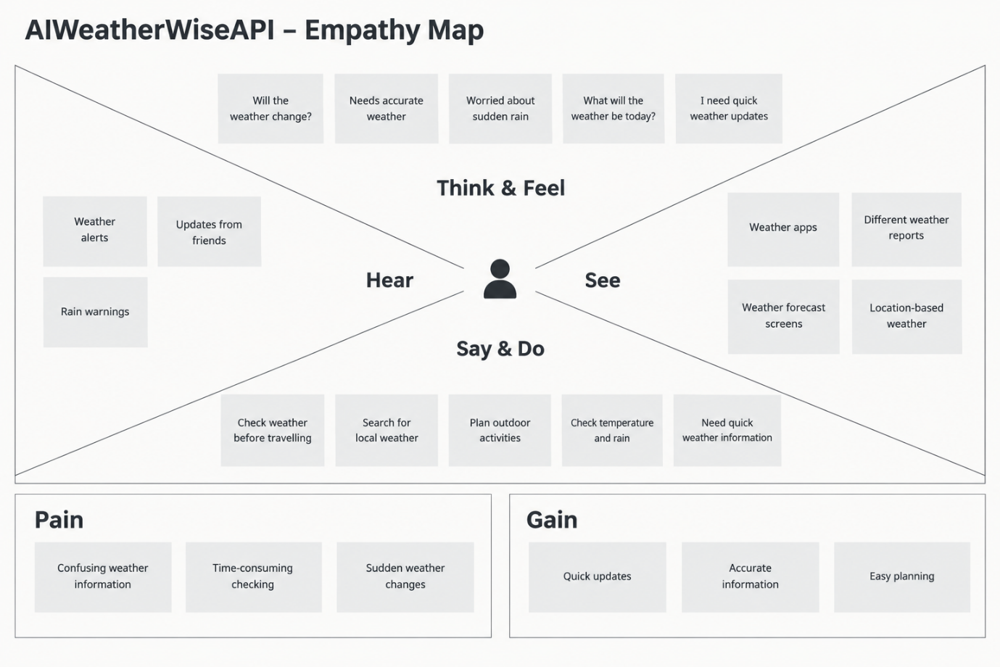 AIWeatherWiseAPI – Empathy Map
Will the
weather change?
Needs accurate
weather
Worried about
sudden rain
What will the
weather be today?
I need quick
weather updates
Think & Feel
Weather
alerts
Updates from
friends
Rain warnings
Hear
See
Weather apps
Different weather
reports
Weather forecast
screens
Location-based
weather
Say & Do
Check weather
before travelling
Search for
local weather
Plan outdoor
activities
Check temperature
and rain
Need quick
weather information
Pain
Confusing weather
information
Time-consuming
checking
Sudden weather
changes
Gain
Quick updates
Accurate
information
Easy planning